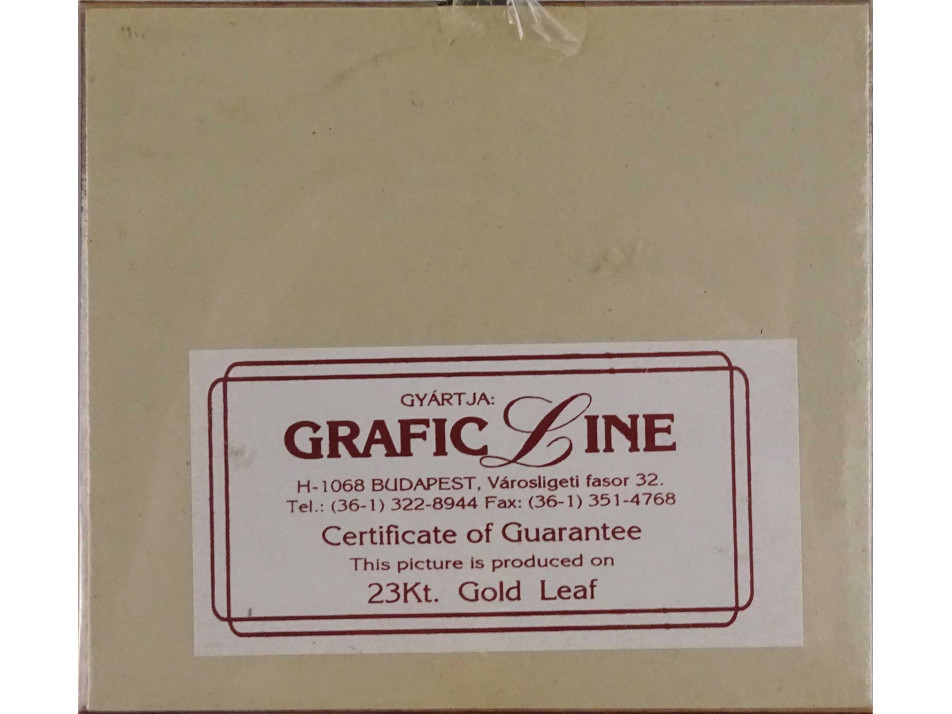 GYÁRTJA:
GRAFIC LINE
H-1068 BUDAPEST, Városligeti fasor 32.
Tel.: (36-1) 322-8944 Fax: (36-1) 351-4768
Certificate of Guarantee
This picture is produced on
23Kt. Gold Leaf